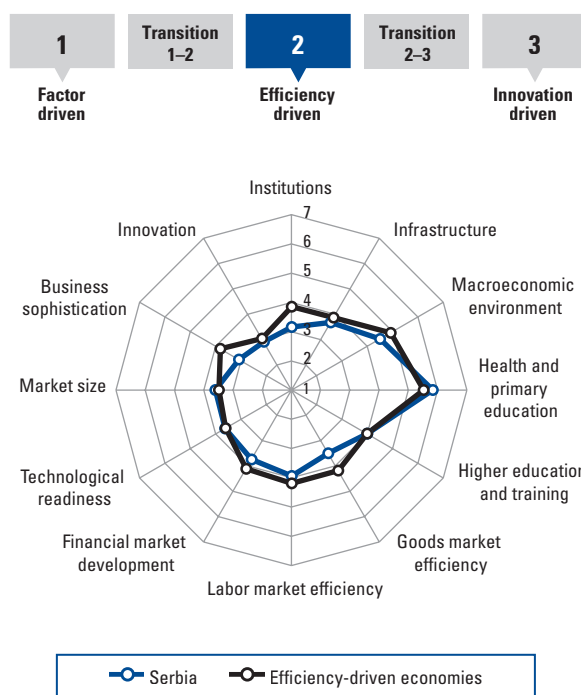 1
Transition
1–2
2
Transition
2–3
3
Factor
driven
Efficiency
driven
Innovation
driven
Institutions
Innovation
Infrastructure
Business
sophistication
Macroeconomic
environment
Market size
Health and
primary
education
Technological
readiness
Higher education
and training
Financial market
development
Goods market
efficiency
Labor market efficiency
7
6
5
4
3
2
1
Serbia
Efficiency-driven economies